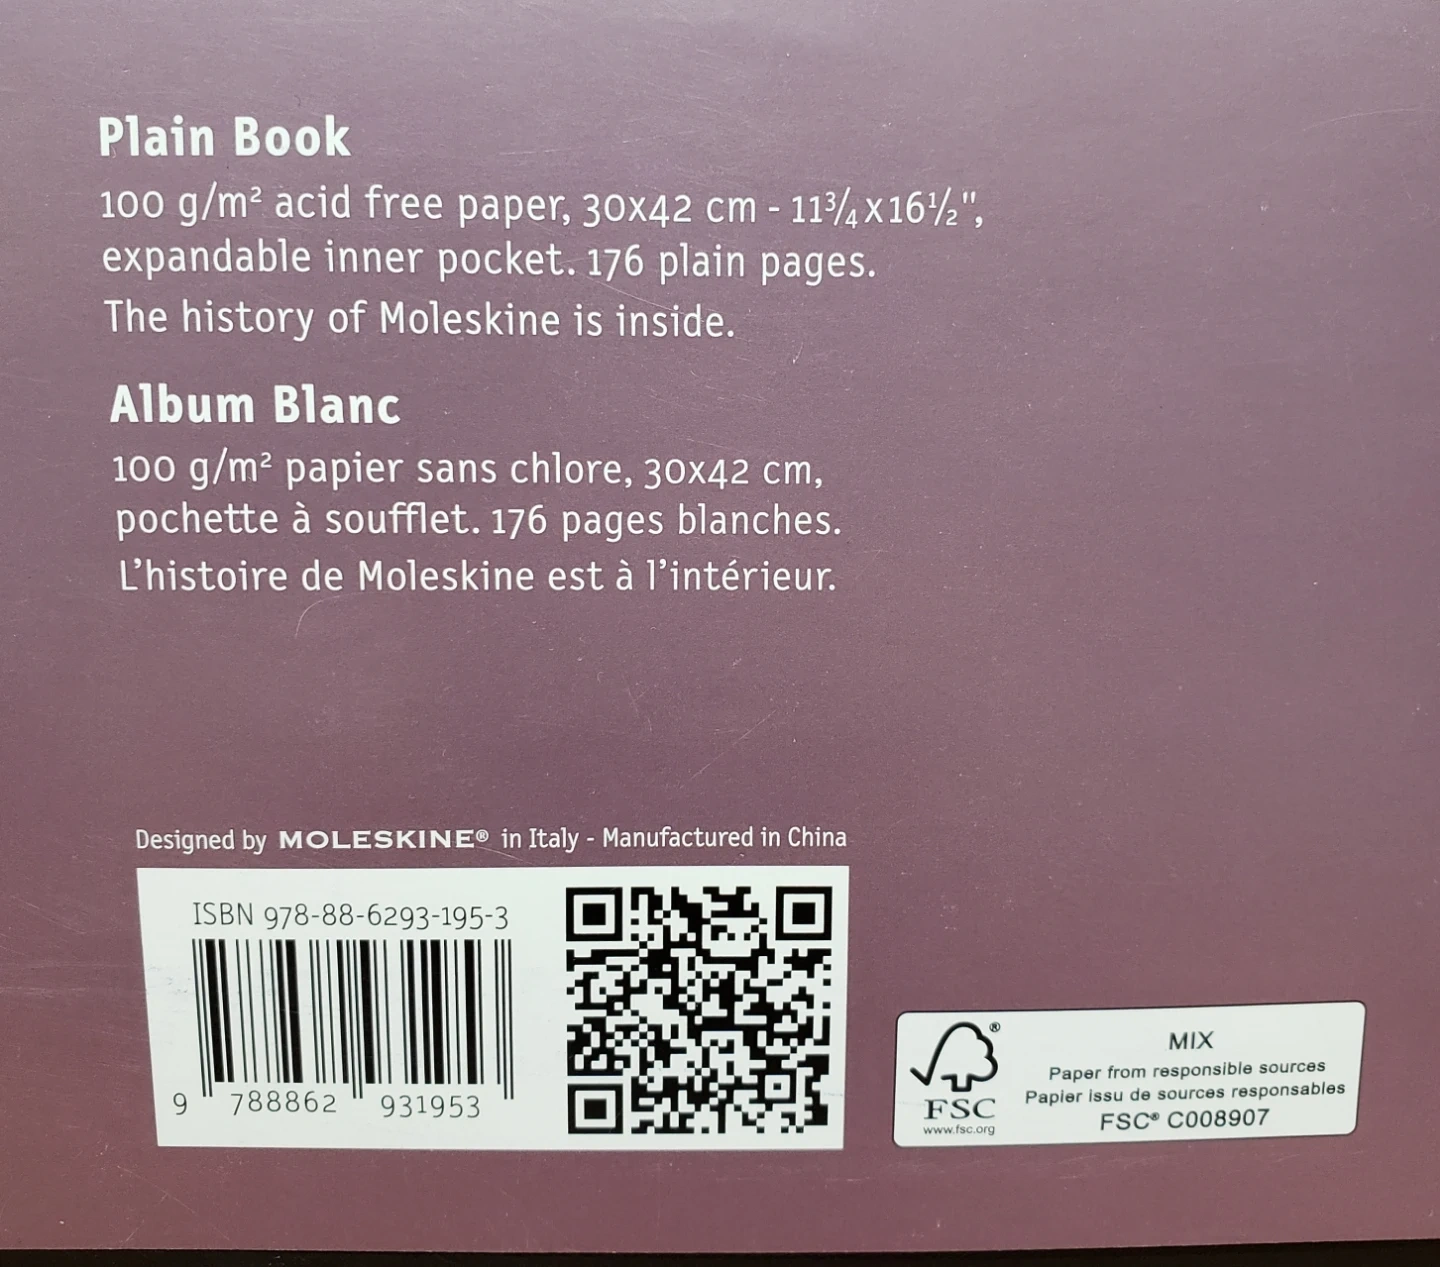 Plain Book
100 g/m² acid free paper, 30x42 cm - 11¾x16½",
expandable inner pocket. 176 plain pages.
The history of Moleskine is inside.
Album Blanc
100 g/m² papier sans chlore, 30x42 cm,
pochette à soufflet. 176 pages blanches.
L'histoire de Moleskine est à l'intérieur.
Designed by MOLESKINE® in Italy - Manufactured in China
ISBN 978-88-6293-195-3
9 788862 931953
FSC®
www.fsc.org
MIX
Paper from responsible sources
Papier issu de sources responsables
FSC® C008907